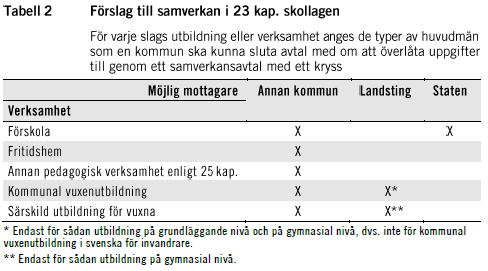 Tabell 2 Förslag till samverkan i 23 kap. skollagen
För varje slags utbildning eller verksamhet anges de typer av huvudmän
som en kommun ska kunna sluta avtal med om att överlåta uppgifter
till genom ett samverkansavtal med ett kryss
Möjlig mottagare Annan kommun Landsting Staten
Verksamhet
Förskola X X
Fritidshem X
Annan pedagogisk verksamhet enligt 25 kap. X
Kommunal vuxenutbildning X X*
Särskild utbildning för vuxna X X**
* Endast för sådan utbildning på grundläggande nivå och på gymnasial nivå, dvs. inte för kommunal
vuxenutbildning i svenska för invandrare.
** Endast för sådan utbildning på gymnasial nivå.